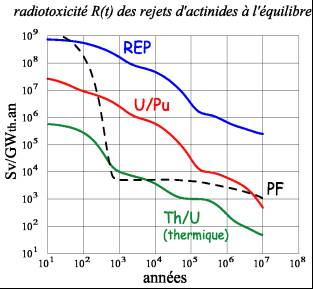 radiotoxicité R(t) des rejets d'actinides à l'équilibre
Sv/GWth.an
10⁹
10⁸
10⁷
10⁶
10⁵
10⁴
10³
10²
10¹
REP
U/Pu
PF
Th/U
(thermique)
10¹ 10² 10³ 10⁴ 10⁵ 10⁶ 10⁷ 10⁸
années